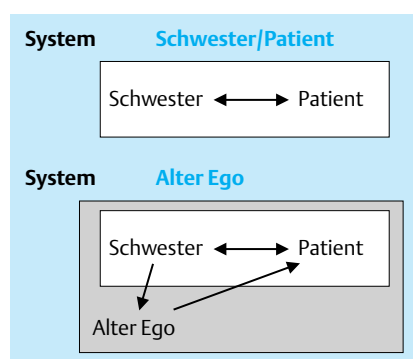 System Schwester/Patient
Schwester Patient
System Alter Ego
Schwester Patient
Alter Ego